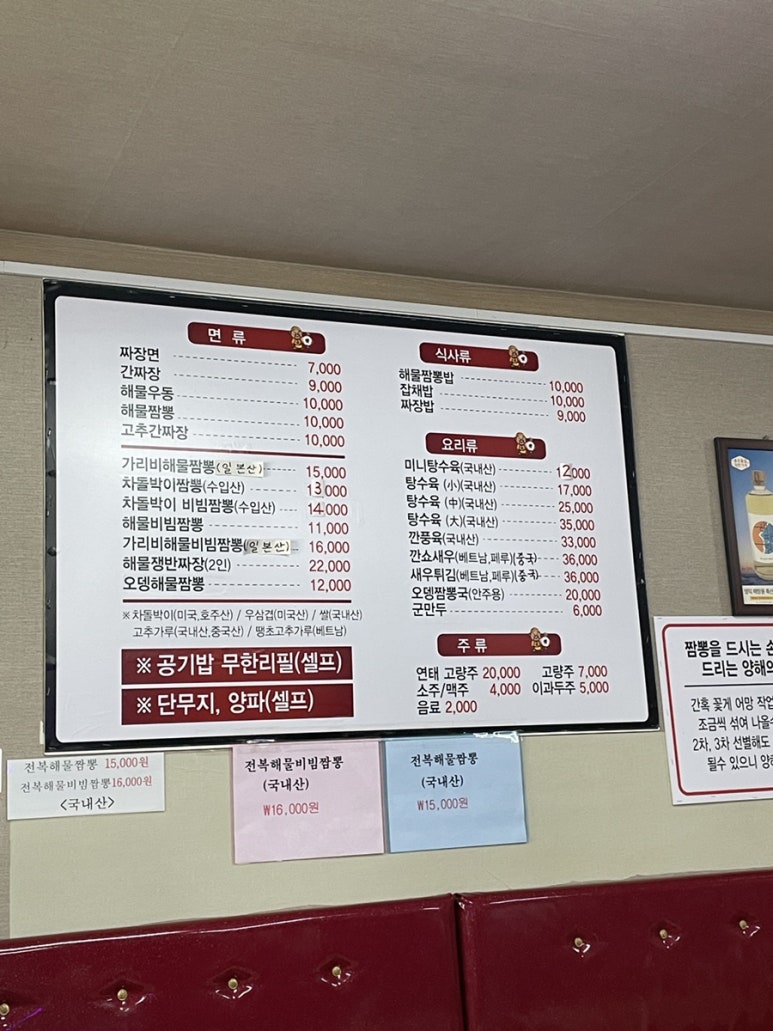 면 류
짜장면 7,000
간짜장 9,000
해물우동 10,000
해물짬뽕 10,000
고추간짜장 10,000
가리비해물짬뽕(일본산) 15,000
차돌박이짬뽕(수입산) 13,000
차돌박이 비빔짬뽕(수입산) 14,000
해물비빔짬뽕 11,000
가리비해물비빔짬뽕(일본산) 16,000
해물쟁반짜장(2인) 22,000
오뎅해물짬뽕 12,000
※ 차돌박이(미국,호주산) / 우삼겹(미국산) / 쌀(국내산)
고추가루(국내산,중국산) / 땡초고추가루(베트남)
※ 공기밥 무한리필(셀프)
※ 단무지, 양파(셀프)
식사류
해물짬뽕밥 10,000
잡채밥 10,000
짜장밥 9,000
요리류
미니탕수육(국내산) 12,000
탕수육 (小)(국내산) 17,000
탕수육 (中)(국내산) 25,000
탕수육 (大)(국내산) 35,000
깐풍육(국내산) 33,000
깐쇼새우(베트남,페루)(중국) 36,000
새우튀김(베트남,페루)(중국) 36,000
오뎅짬뽕국(안주용) 20,000
군만두 6,000
주 류
연태 고량주 20,000 고량주 7,000
소주/맥주 4,000 이과두주 5,000
음료 2,000
전복해물짬뽕 15,000원
전복해물비빔짬뽕16,000원
<국내산>
전복해물비빔짬뽕
(국내산)
₩16,000원
전복해물짬뽕
(국내산)
₩15,000원
짬뽕을 드시는
드리는 양해의
간혹 꽃게 어망 작업
조금씩 섞여 나올수
2차, 3차 선별해도
될수 있으니